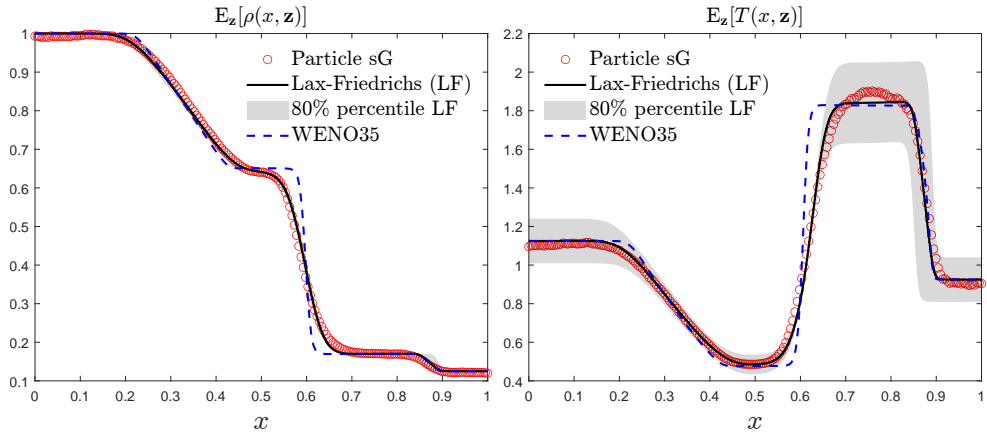 E_z[ρ(x, z)]
1
0.9
0.8
0.7
0.6
0.5
0.4
0.3
0.2
0.1
0 0.1 0.2 0.3 0.4 0.5 0.6 0.7 0.8 0.9 1
x
Particle sG
Lax-Friedrichs (LF)
80% percentile LF
WENO35
E_z[T(x, z)]
2.2
2
1.8
1.6
1.4
1.2
1
0.8
0.6
0.4
0 0.1 0.2 0.3 0.4 0.5 0.6 0.7 0.8 0.9 1
x
Particle sG
Lax-Friedrichs (LF)
80% percentile LF
WENO35